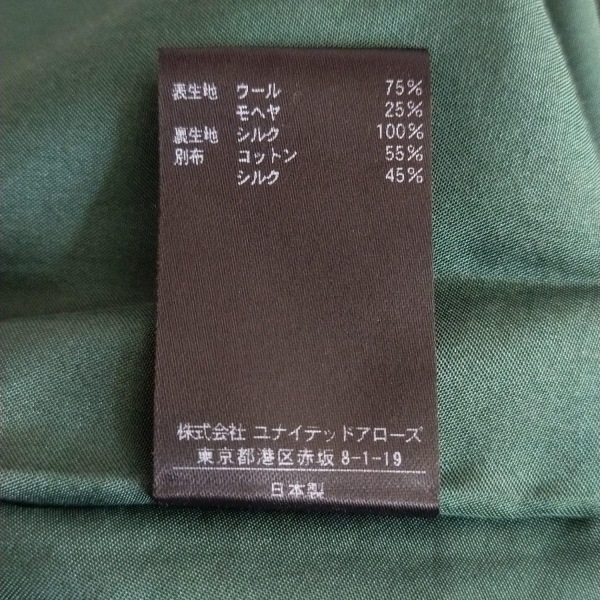 表生地 ウール 75%
モヘヤ 25%
裏生地 シルク 100%
別布 コットン 55%
シルク 45%
株式会社 ユナイテッドアローズ
東京都港区赤坂 8-1-19
日本製